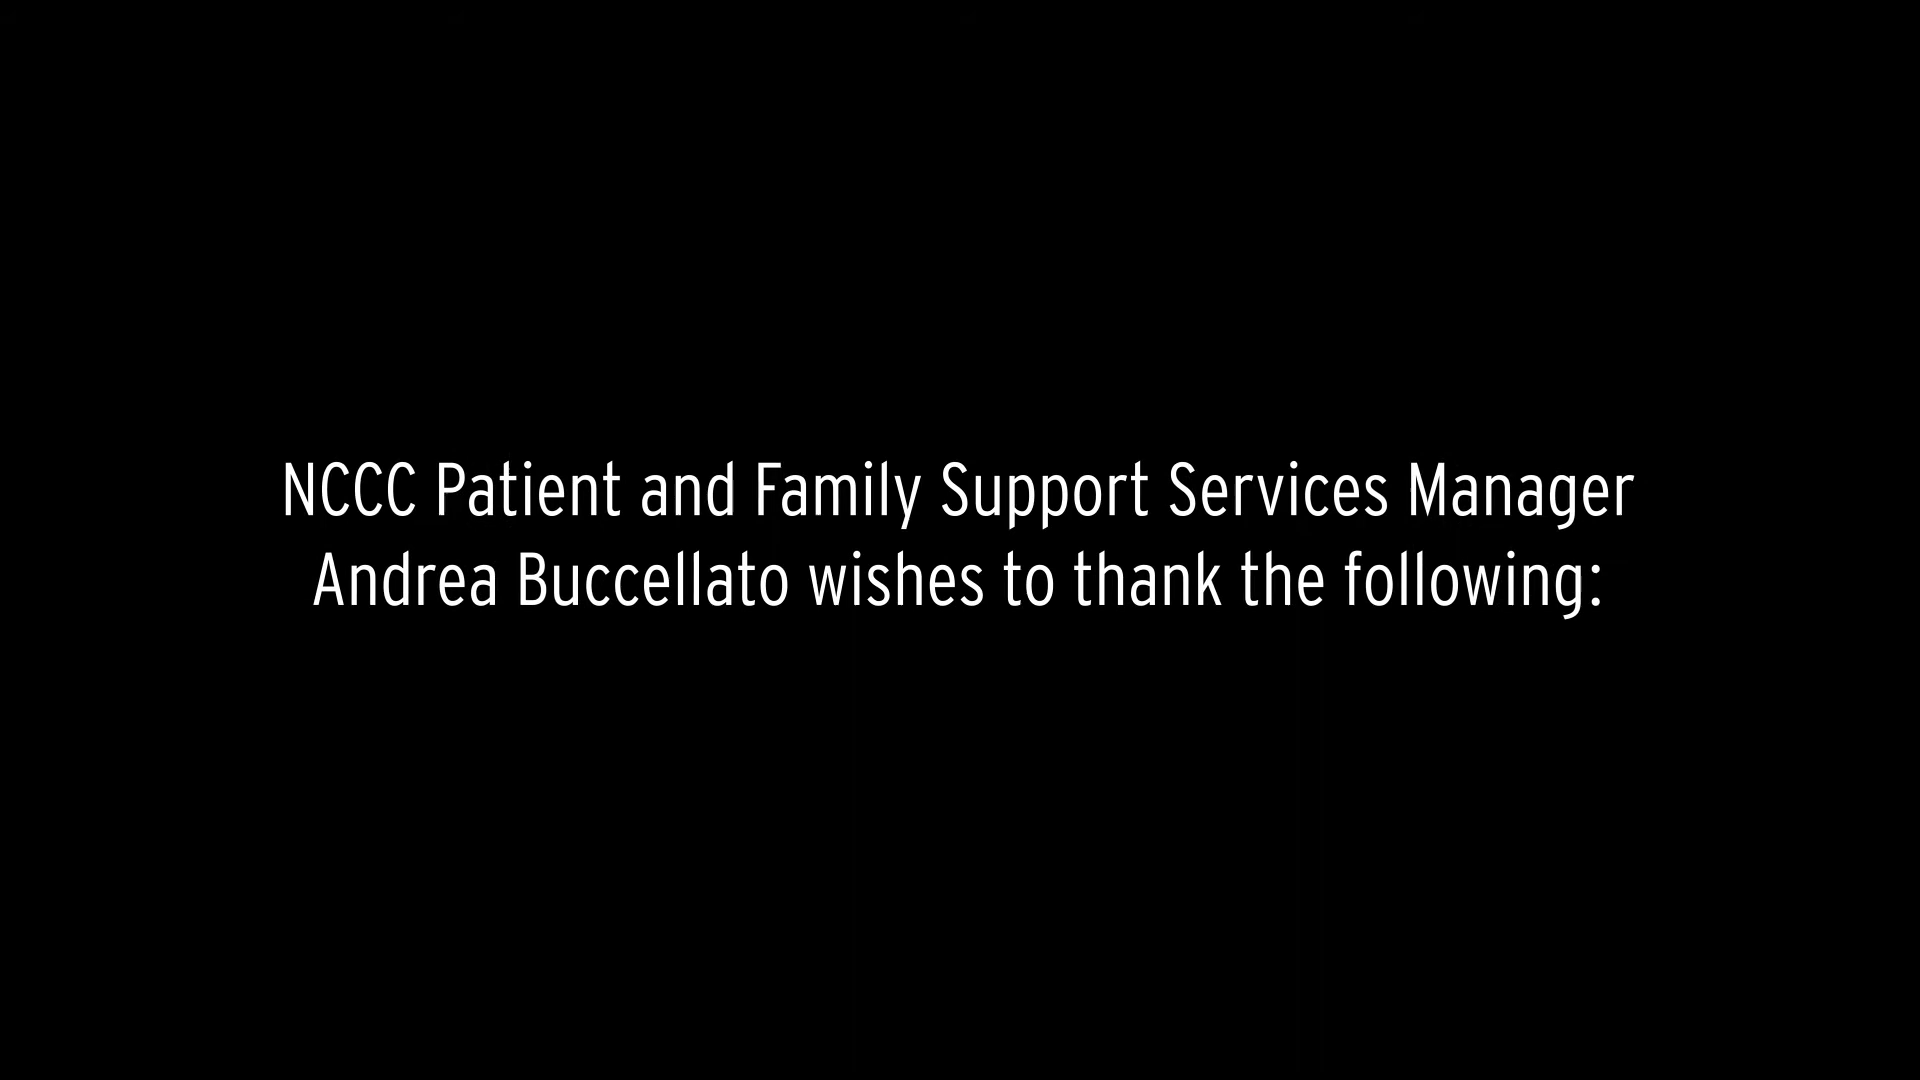 NCCC Patient and Family Support Services Manager
Andrea Buccellato wishes to thank the following: